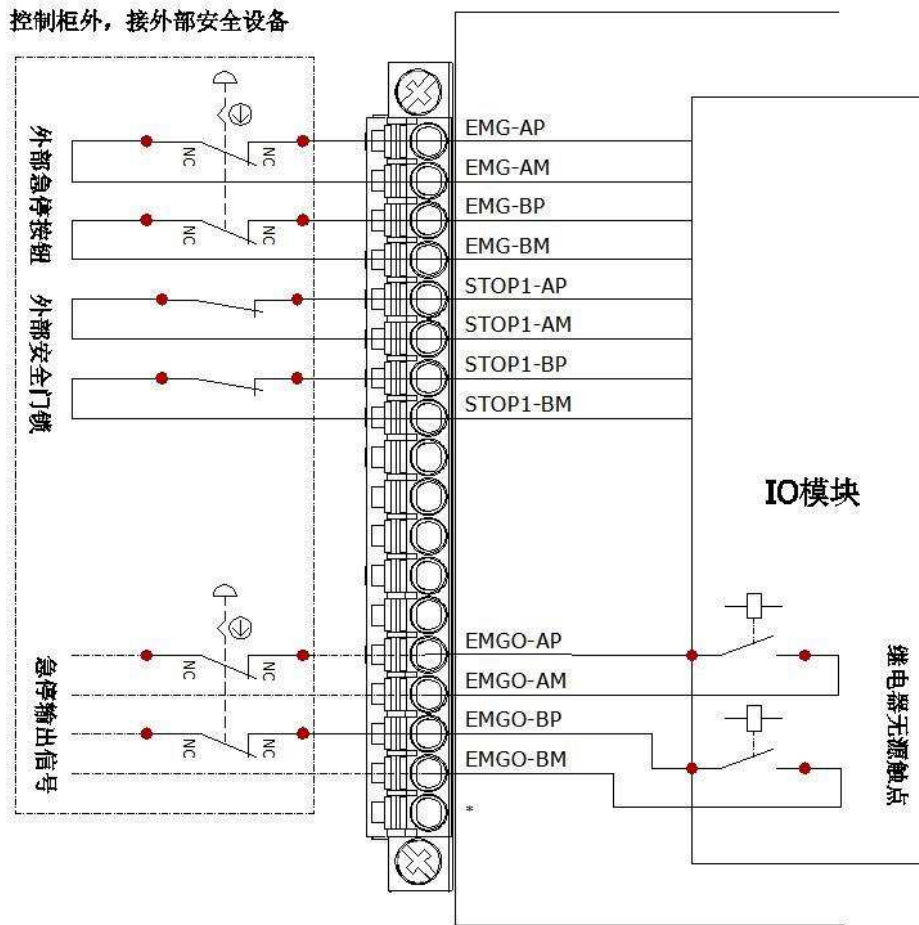 控制柜外，接外部安全设备
外部急停按钮
NC
NC
NC
NC
外部安全门锁
急停输出信号
NC
NC
NC
NC
EMG-AP
EMG-AM
EMG-BP
EMG-BM
STOP1-AP
STOP1-AM
STOP1-BP
STOP1-BM
EMGO-AP
EMGO-AM
EMGO-BP
EMGO-BM
*
IO模块
继电器无源触点